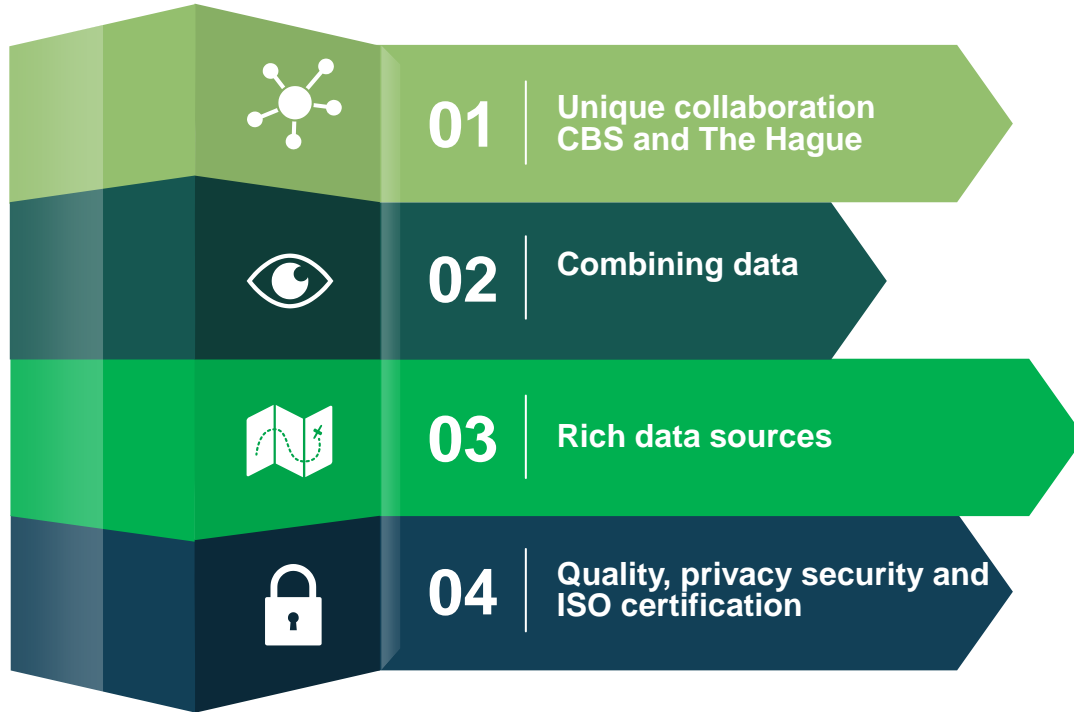 01
Unique collaboration
CBS and The Hague
02
Combining data
03
Rich data sources
04
Quality, privacy security and
ISO certification